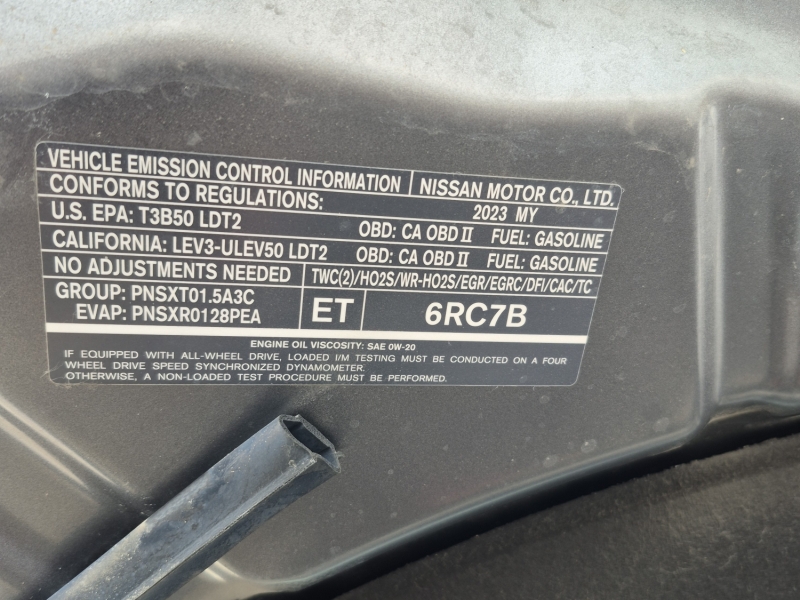 VEHICLE EMISSION CONTROL INFORMATION NISSAN MOTOR CO., LTD.
CONFORMS TO REGULATIONS: 2023 MY
U.S. EPA: T3B50 LDT2 OBD: CA OBD II FUEL: GASOLINE
CALIFORNIA: LEV3-ULEV50 LDT2 OBD: CA OBD II FUEL: GASOLINE
NO ADJUSTMENTS NEEDED TWC(2)/HO2S/WR-HO2S/EGR/EGRC/DFI/CAC/TC
GROUP: PNSXT01.5A3C
EVAP: PNSXR0128PEA
ET 6RC7B
ENGINE OIL VISCOSITY: SAE 0W-20
IF EQUIPPED WITH ALL-WHEEL DRIVE, LOADED I/M TESTING MUST BE CONDUCTED ON A FOUR
WHEEL DRIVE SPEED SYNCHRONIZED DYNAMOMETER.
OTHERWISE, A NON-LOADED TEST PROCEDURE MUST BE PERFORMED.